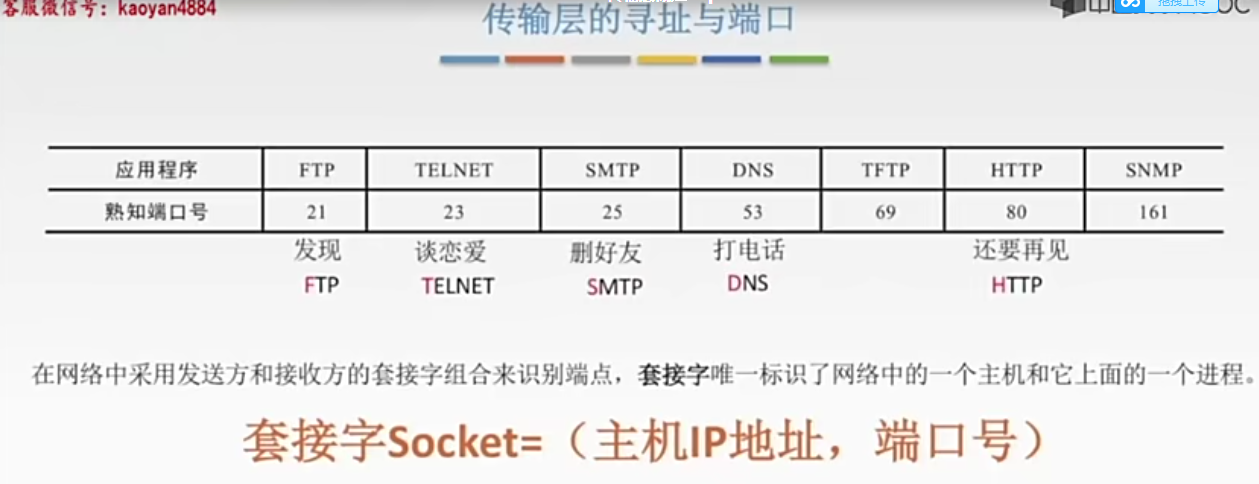 客服微信号：kaoyan4884
拖拽上传
传输层的寻址与端口
应用程序 FTP TELNET SMTP DNS TFTP HTTP SNMP
熟知端口号 21 23 25 53 69 80 161
发现 谈恋爱 删好友 打电话 还要再见
FTP TELNET SMTP DNS HTTP
在网络中采用发送方和接收方的套接字组合来识别端点，套接字唯一标识了网络中的一个主机和它上面的一个进程。
套接字Socket=（主机IP地址，端口号）